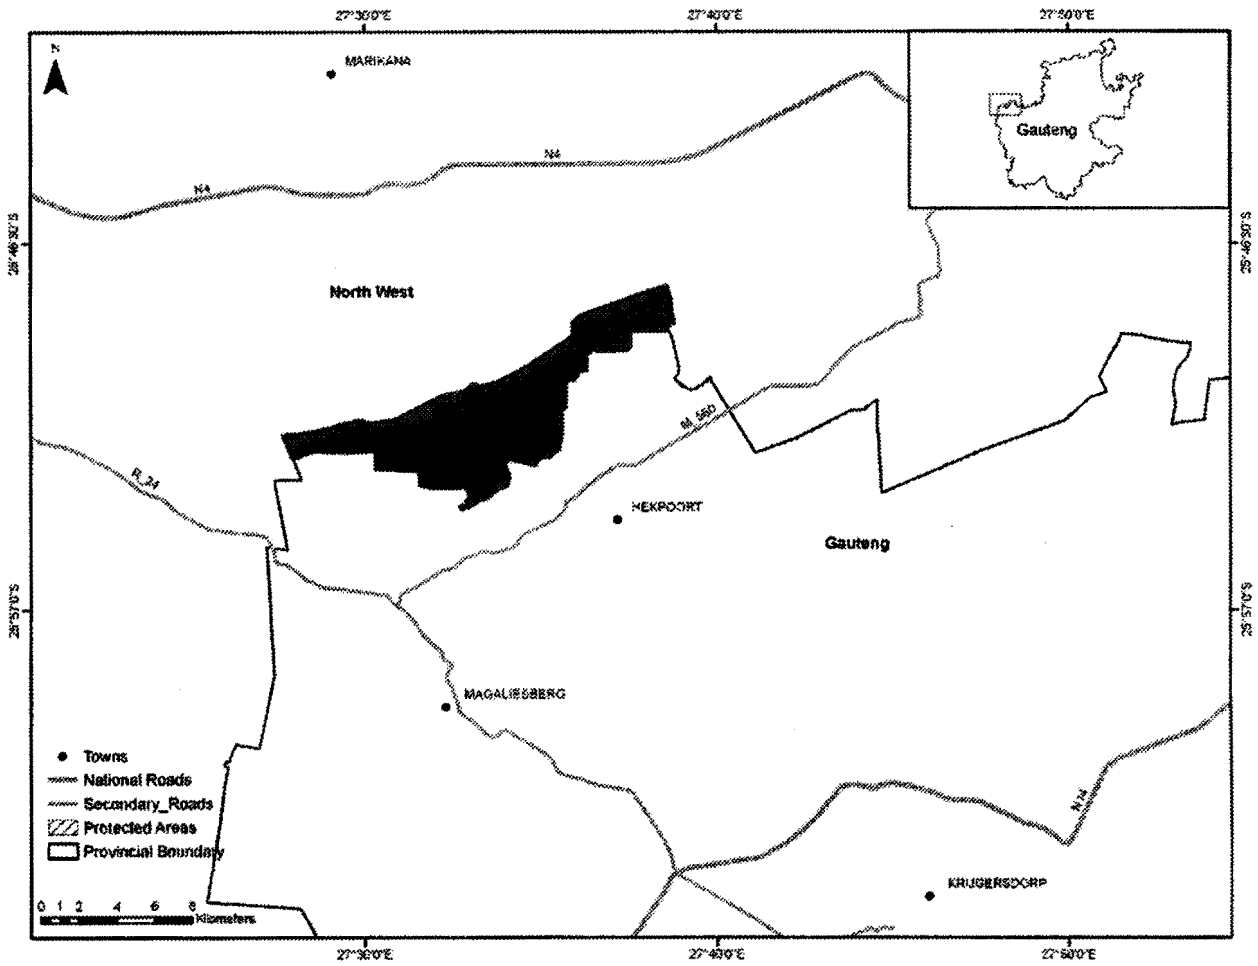 27°30'0"E
27°40'0"E
27°50'0"E
N
MARIKANA
Gauteng
N4
N4
25°46'30"S
25°46'30"S
North West
M_560
R_24
HEKPOORT
Gauteng
25°57'0"S
25°57'0"S
MAGALIESBERG
Towns
National Roads
Secondary_Roads
Protected Areas
Provincial Boundary
N14
KRUGERSDORP
0 1 2 4 6 8
Kilometers
27°30'0"E
27°40'0"E
27°50'0"E